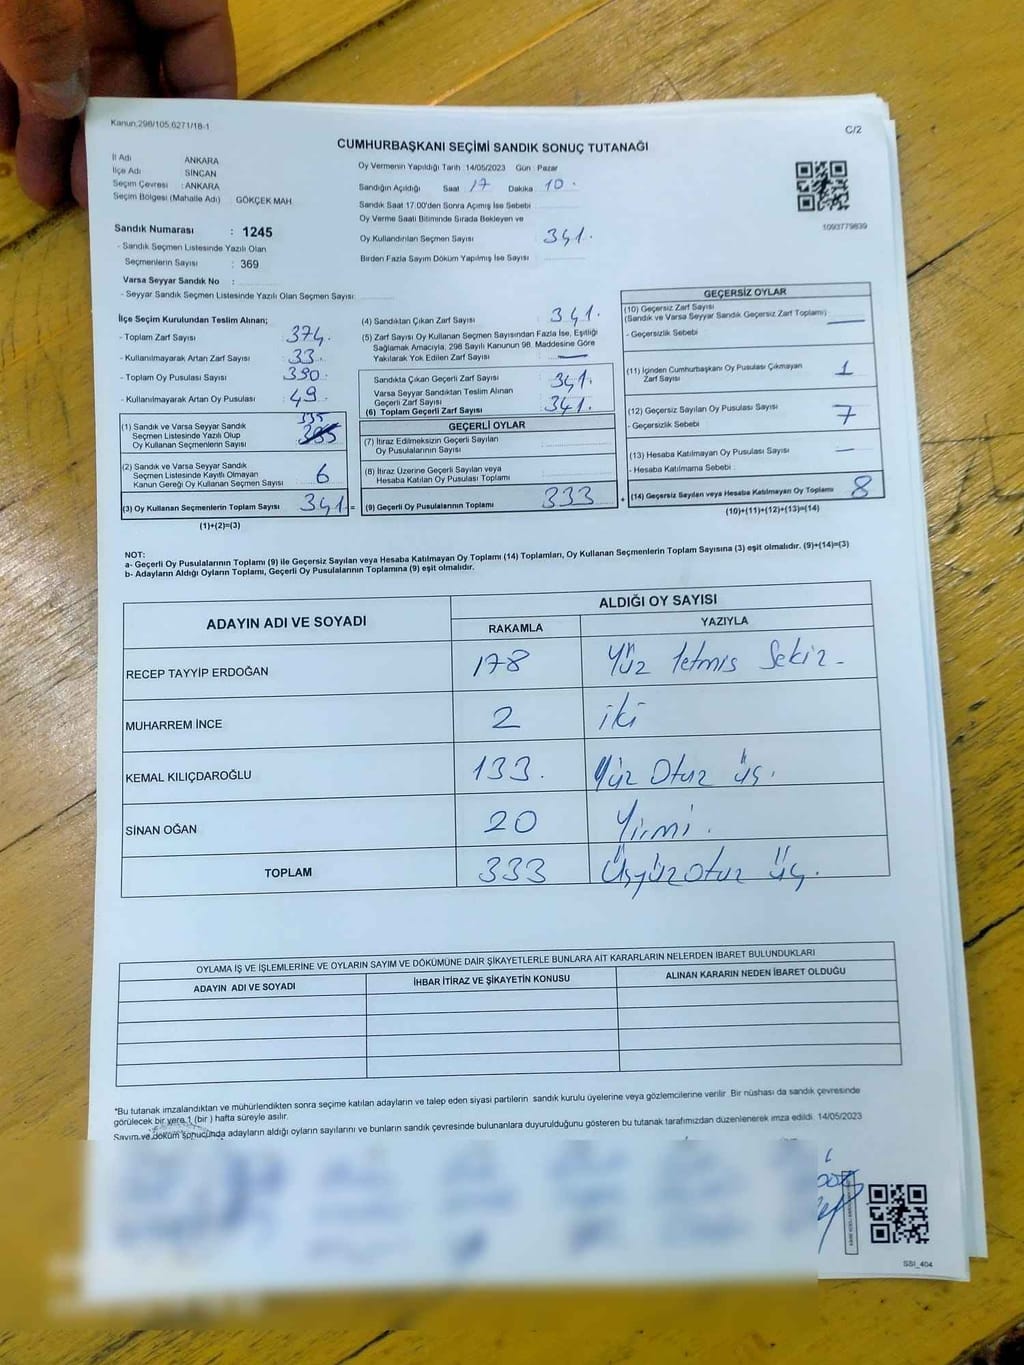 Kanun.298/105,6271/18-1
C/2
CUMHURBAŞKANI SEÇİMİ SANDIK SONUÇ TUTANAĞI
İl Adı ANKARA
İlçe Adı SİNCAN
Seçim Çevresi : ANKARA
Seçim Bölgesi (Mahalle Adı) GÖKÇEK MAH.
Sandık Numarası : 1245
- Sandık Seçmen Listesinde Yazılı Olan
Seçmenlerin Sayısı : 369
Varsa Seyyar Sandık No :
- Seyyar Sandık Seçmen Listesinde Yazılı Olan Seçmen Sayısı:
Oy Vermenin Yapıldığı Tarih 14/05/2023 Gün Pazar
Sandığın Açıldığı Saat 17 Dakika 10.
Sandık Saat 17:00'den Sonra Açımış İse Sebebi
Oy Verme Saati Bitiminde Sırada Bekleyen ve
Oy Kullandırılan Seçmen Sayısı 341.
Birden Fazla Sayım Döküm Yapılmış İse Sayısı
1093779839
İlçe Seçim Kurulundan Teslim Alınan;
- Toplam Zarf Sayısı 374.
- Kullanılmayarak Artan Zarf Sayısı 33.
- Toplam Oy Pusulası Sayısı 390.
- Kullanılmayarak Artan Oy Pusulası 49.
335
(1) Sandık ve Varsa Seyyar Sandık
Seçmen Listesinde Yazılı Olup
Oy Kullanan Seçmenlerin Sayısı
(2) Sandık ve Varsa Seyyar Sandık
Seçmen Listesinde Kayıtlı Olmayan
Kanun Gereği Oy Kullanan Seçmen Sayısı 6
(3) Oy Kullanan Seçmenlerin Toplam Sayısı 341. =
(1)+(2)=(3)
(4) Sandıktan Çıkan Zarf Sayısı 341.
(5) Zarf Sayısı Oy Kullanan Seçmen Sayısından Fazla İse, Eşitliği
Sağlamak Amacıyla, 298 Sayılı Kanunun 98. Maddesine Göre
Yakılarak Yok Edilen Zarf Sayısı —
Sandıkta Çıkan Geçerli Zarf Sayısı 341.
Varsa Seyyar Sandıktan Teslim Alınan
Geçerli Zarf Sayısı
(6) Toplam Geçerli Zarf Sayısı 341.
GEÇERLİ OYLAR
(7) İtiraz Edilmeksizin Geçerli Sayılan
Oy Pusulası Toplamı
(8) İtiraz Üzerine Geçerli Sayılan veya
Hesaba Katılan Oy Pusulası Toplamı
(9) Geçerli Oy Pusulalarının Toplamı 333 +
GEÇERSİZ OYLAR
(10) Geçersiz Zarf Sayısı
(Sandık ve Varsa Seyyar Sandık Geçersiz Zarf Toplamı) —
- Geçersizlik Sebebi
(11) İçinden Cumhurbaşkanı Oy Pusulası Çıkmayan
Zarf Sayısı 1
(12) Geçersiz Sayılan Oy Pusulası Sayısı 7
- Geçersizlik Sebebi
(13) Hesaba Katılmayan Oy Pusulası Sayısı —
- Hesaba Katılmama Sebebi
(14) Geçersiz Sayılan veya Hesaba Katılmayan Oy Toplamı 8
(10)+(11)+(12)+(13)=(14)
NOT:
a- Geçerli Oy Pusulalarının Toplamı (9) ile Geçersiz Sayılan veya Hesaba Katılmayan Oy Toplamı (14) Toplamları, Oy Kullanan Seçmenlerin Toplam Sayısına (3) eşit olmalıdır. (9)+(14)=(3)
b- Adayların Aldığı Oyların Toplamı, Geçerli Oy Pusulalarının Toplamına (9) eşit olmalıdır.
ADAYIN ADI VE SOYADI
ALDIĞI OY SAYISI
RAKAMLA YAZIYLA
RECEP TAYYİP ERDOĞAN 178 Yüz Yetmiş Sekiz -
MUHARREM İNCE 2 iki
KEMAL KILIÇDAROĞLU 133. Yüz Otuz üç.
SİNAN OĞAN 20 Yirmi.
TOPLAM 333 Üçyüz Otuz üç.
OYLAMA İŞ VE İŞLEMLERİNE VE OYLARIN SAYIM VE DÖKÜMÜNE DAİR ŞİKAYETLERLE BUNLARA AİT KARARLARIN NELERDEN İBARET BULUNDUKLARI
ADAYIN ADI VE SOYADI İHBAR İTİRAZ VE ŞİKAYETİN KONUSU ALINAN KARARIN NEDEN İBARET OLDUĞU
*Bu tutanak imzalandıktan ve mühürlendikten sonra seçime katılan adayların ve talep eden siyasi partilerin sandık kurulu üyelerine veya gözlemcilerine verilir. Bir nüshası da sandık çevresinde
görülecek bir yere 1 (bir) hafta süreyle asılır.
Sayım ve döküm sonucunda adayların aldığı oyların sayılarını ve bunların sandık çevresinde bulunanlara duyurulduğunu gösteren bu tutanak tarafımızdan düzenlenerek imza edildi. 14/05/2023
SSI_404